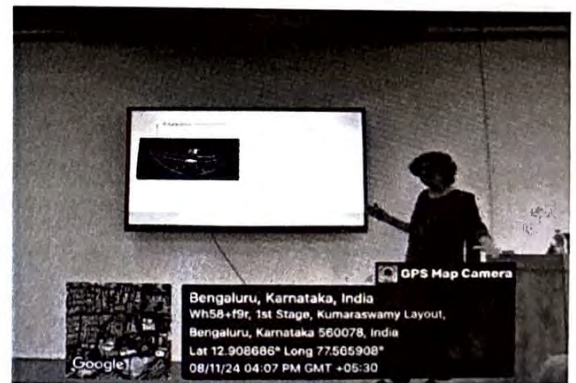 GPS Map Camera
Bengaluru, Karnataka, India
Wh58+f9r, 1st Stage, Kumaraswamy Layout,
Bengaluru, Karnataka 560078, India
Lat 12.908686° Long 77.565908°
08/11/24 04:07 PM GMT +05:30
Google